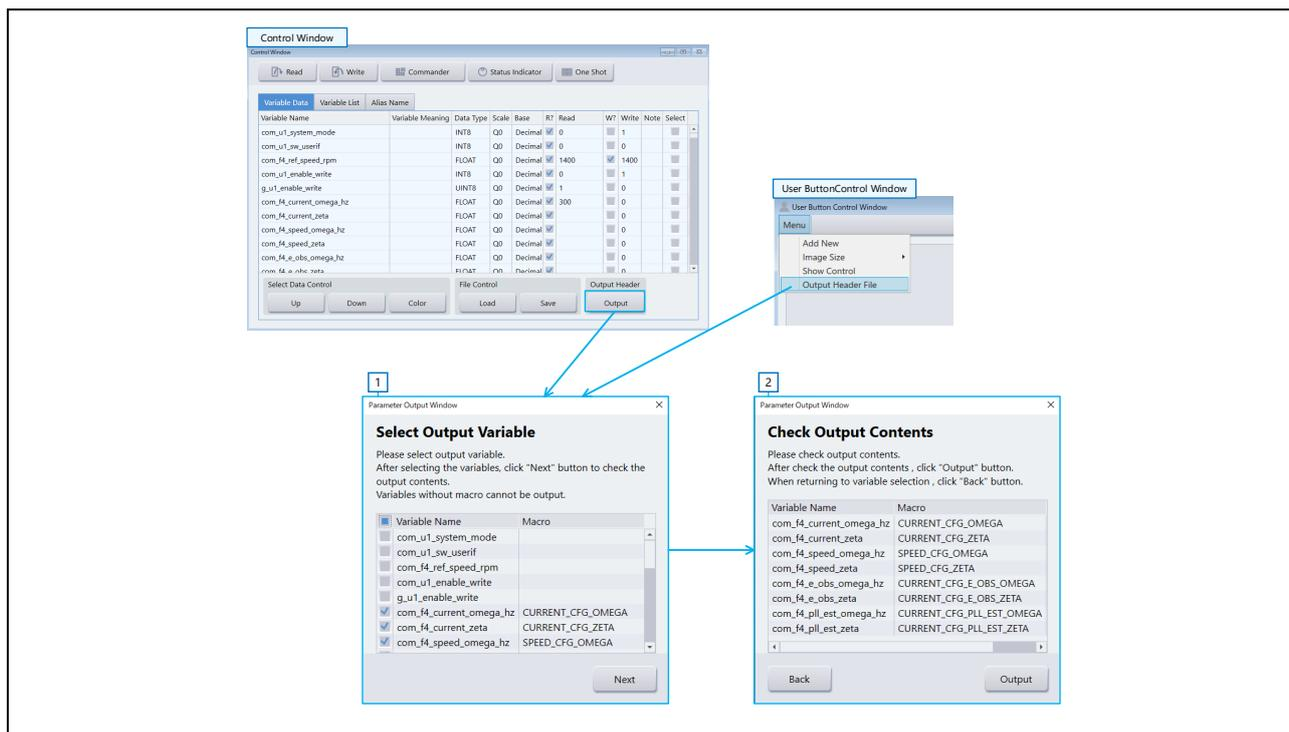 Control Window
Control Window
Read Write Commander Status Indicator One Shot
Variable Data Variable List Alias Name
Variable Name Variable Meaning Data Type Scale Base R? Read W? Write Note Select
com_u1_system_mode INT8 Q0 Decimal 0 1
com_u1_sw_userif INT8 Q0 Decimal 0 0
com_f4_ref_speed_rpm FLOAT Q0 Decimal 1400 1400
com_u1_enable_write INT8 Q0 Decimal 0 1
g_u1_enable_write UINT8 Q0 Decimal 1 0
com_f4_current_omega_hz FLOAT Q0 Decimal 300 0
com_f4_current_zeta FLOAT Q0 Decimal 0
com_f4_speed_omega_hz FLOAT Q0 Decimal 0
com_f4_speed_zeta FLOAT Q0 Decimal 0
com_f4_e_obs_omega_hz FLOAT Q0 Decimal 0
com_f4_e_obs_zeta FLOAT Q0 Decimal 0
Select Data Control File Control Output Header
Up Down Color Load Save Output
User ButtonControl Window
User Button Control Window
Menu
Add New
Image Size
Show Control
Output Header File
1
Parameter Output Window
Select Output Variable
Please select output variable.
After selecting the variables, click "Next" button to check the
output contents.
Variables without macro cannot be output.
Variable Name Macro
com_u1_system_mode
com_u1_sw_userif
com_f4_ref_speed_rpm
com_u1_enable_write
g_u1_enable_write
com_f4_current_omega_hz CURRENT_CFG_OMEGA
com_f4_current_zeta CURRENT_CFG_ZETA
com_f4_speed_omega_hz SPEED_CFG_OMEGA
Next
2
Parameter Output Window
Check Output Contents
Please check output contents.
After check the output contents , click "Output" button.
When returning to variable selection , click "Back" button.
Variable Name Macro
com_f4_current_omega_hz CURRENT_CFG_OMEGA
com_f4_current_zeta CURRENT_CFG_ZETA
com_f4_speed_omega_hz SPEED_CFG_OMEGA
com_f4_speed_zeta SPEED_CFG_ZETA
com_f4_e_obs_omega_hz CURRENT_CFG_E_OBS_OMEGA
com_f4_e_obs_zeta CURRENT_CFG_E_OBS_ZETA
com_f4_pll_est_omega_hz CURRENT_CFG_PLL_EST_OMEGA
com_f4_pll_est_zeta CURRENT_CFG_PLL_EST_ZETA
Back Output